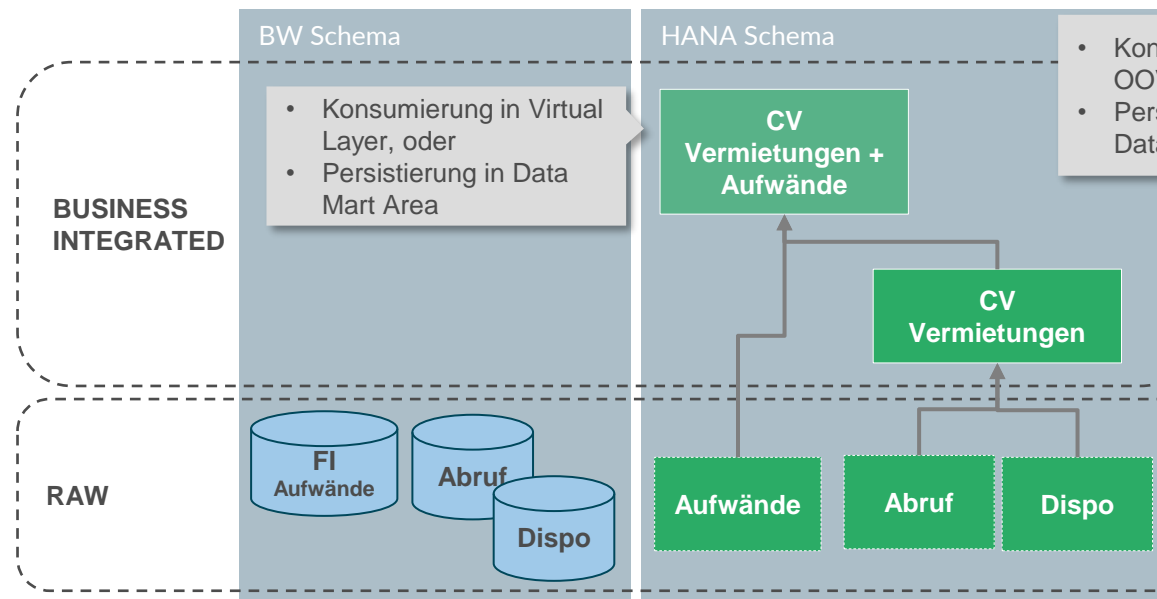 BW Schema
HANA Schema
• Konsumierung in Virtual
Layer, oder
• Persistierung in Data
Mart Area
CV
Vermietungen +
Aufwände
BUSINESS
INTEGRATED
CV
Vermietungen
RAW
FI
Aufwände
Abruf
Dispo
Aufwände
Abruf
Dispo